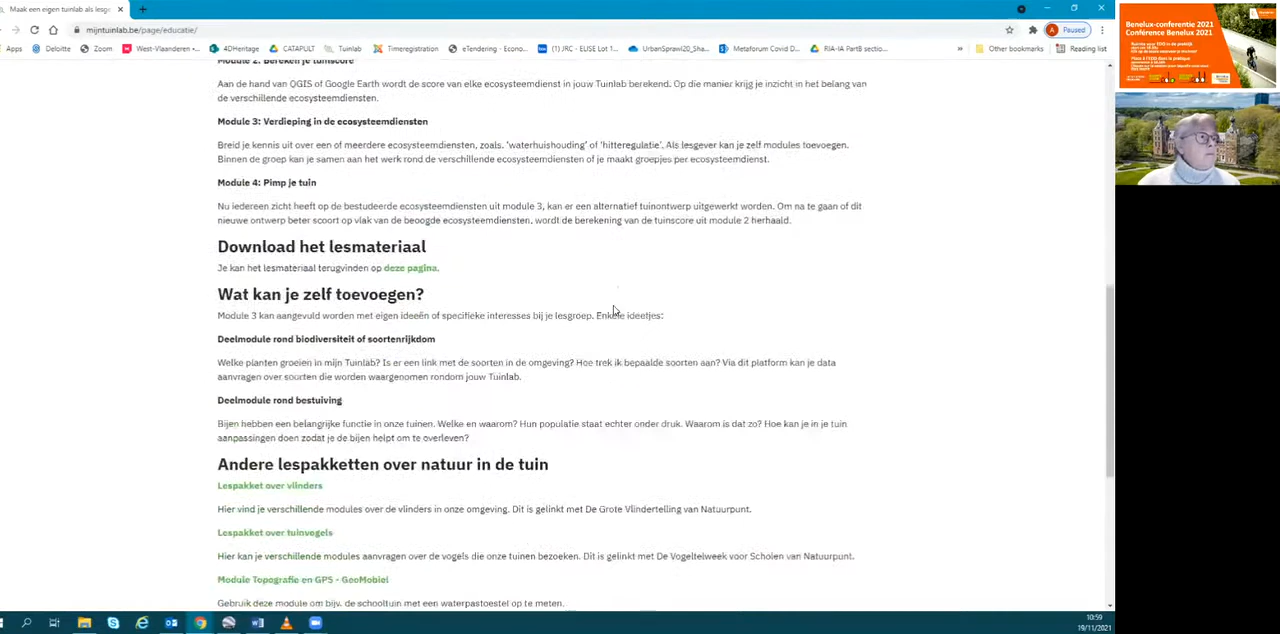 Maak een eigen tuinlab als lesg
mijntuinlab.be/page/educatie/
Paused
Apps
Deloitte
Zoom
West-Vlaanderen -...
4DHeritage
CATAPULT
Tuinlab
Timeregistration
eTendering - Econo...
(1) JRC - ELISE Lot 1...
UrbanSprawl20_Sha...
Metaforum Covid D...
RIA-IA PartB sectio...
»
Other bookmarks
Reading list
Module 2: Bereken je tuinscore
Aan de hand van QGIS of Google Earth wordt de score van elke ecosysteemdienst in jouw Tuinlab berekend. Op die manier krijg je inzicht in het belang van
de verschillende ecosysteemdiensten.
Module 3: Verdieping in de ecosysteemdiensten
Breid je kennis uit over een of meerdere ecosysteemdiensten, zoals. ‘waterhuishouding’ of ‘hitteregulatie’. Als lesgever kan je zelf modules toevoegen.
Binnen de groep kan je samen aan het werk rond de verschillende ecosysteemdiensten of je maakt groepjes per ecosysteemdienst.
Module 4: Pimp je tuin
Nu iedereen zicht heeft op de bestudeerde ecosysteemdiensten uit module 3, kan er een alternatief tuinontwerp uitgewerkt worden. Om na te gaan of dit
nieuwe ontwerp beter scoort op vlak van de beoogde ecosysteemdiensten, wordt de berekening van de tuinscore uit module 2 herhaald.
Download het lesmateriaal
Je kan het lesmateriaal terugvinden op deze pagina.
Wat kan je zelf toevoegen?
Module 3 kan aangevuld worden met eigen ideeën of specifieke interesses bij je lesgroep. Enkele ideetjes:
Deelmodule rond biodiversiteit of soortenrijkdom
Welke planten groeien in mijn Tuinlab? Is er een link met de soorten in de omgeving? Hoe trek ik bepaalde soorten aan? Via dit platform kan je data
aanvragen over soorten die worden waargenomen rondom jouw Tuinlab.
Deelmodule rond bestuiving
Bijen hebben een belangrijke functie in onze tuinen. Welke en waarom? Hun populatie staat echter onder druk. Waarom is dat zo? Hoe kan je in je tuin
aanpassingen doen zodat je de bijen helpt om te overleven?
Andere lespakketten over natuur in de tuin
Lespakket over vlinders
Hier vind je verschillende modules over de vlinders in onze omgeving. Dit is gelinkt met De Grote Vlindertelling van Natuurpunt.
Lespakket over tuinvogels
Hier kan je verschillende modules aanvragen over de vogels die onze tuinen bezoeken. Dit is gelinkt met De Vogeltelweek voor Scholen van Natuurpunt.
Module Topografie en GPS - GeoMobiel
Gebruik deze module om bijv. de schooltuin met een waterpastoestel op te meten.
10:59
19/11/2021
Benelux-conferentie 2021
Conférence Benelux 2021